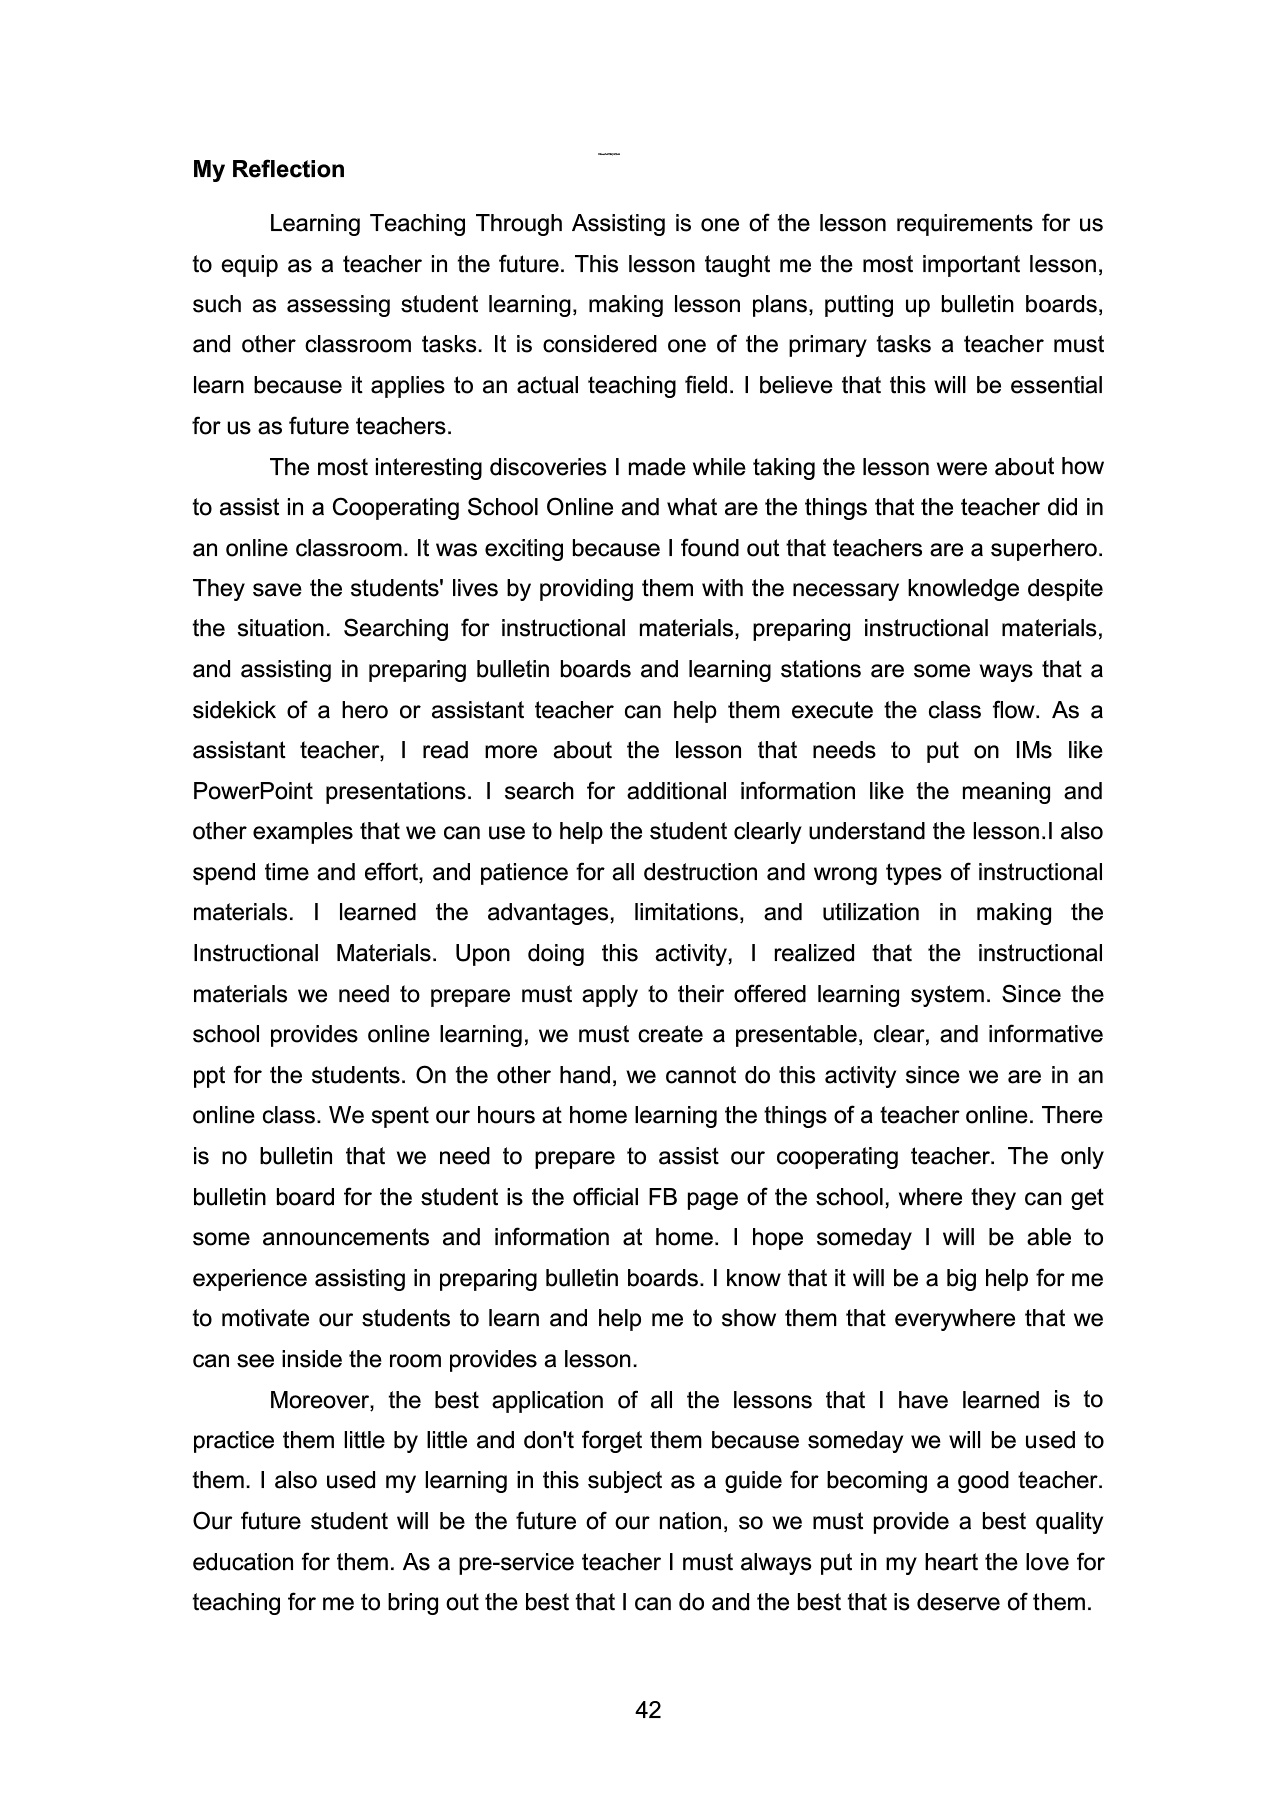 My Reflection
Learning Teaching Through Assisting is one of the lesson requirements for us
to equip as a teacher in the future. This lesson taught me the most important lesson,
such as assessing student learning, making lesson plans, putting up bulletin boards,
and other classroom tasks. It is considered one of the primary tasks a teacher must
learn because it applies to an actual teaching field. I believe that this will be essential
for us as future teachers.
The most interesting discoveries I made while taking the lesson were about how
to assist in a Cooperating School Online and what are the things that the teacher did in
an online classroom. It was exciting because I found out that teachers are a superhero.
They save the students' lives by providing them with the necessary knowledge despite
the situation. Searching for instructional materials, preparing instructional materials,
and assisting in preparing bulletin boards and learning stations are some ways that a
sidekick of a hero or assistant teacher can help them execute the class flow. As a
assistant teacher, I read more about the lesson that needs to put on IMs like
PowerPoint presentations. I search for additional information like the meaning and
other examples that we can use to help the student clearly understand the lesson.I also
spend time and effort, and patience for all destruction and wrong types of instructional
materials. I learned the advantages, limitations, and utilization in making the
Instructional Materials. Upon doing this activity, I realized that the instructional
materials we need to prepare must apply to their offered learning system. Since the
school provides online learning, we must create a presentable, clear, and informative
ppt for the students. On the other hand, we cannot do this activity since we are in an
online class. We spent our hours at home learning the things of a teacher online. There
is no bulletin that we need to prepare to assist our cooperating teacher. The only
bulletin board for the student is the official FB page of the school, where they can get
some announcements and information at home. I hope someday I will be able to
experience assisting in preparing bulletin boards. I know that it will be a big help for me
to motivate our students to learn and help me to show them that everywhere that we
can see inside the room provides a lesson.
Moreover, the best application of all the lessons that I have learned is to
practice them little by little and don't forget them because someday we will be used to
them. I also used my learning in this subject as a guide for becoming a good teacher.
Our future student will be the future of our nation, so we must provide a best quality
education for them. As a pre-service teacher I must always put in my heart the love for
teaching for me to bring out the best that I can do and the best that is deserve of them.
42